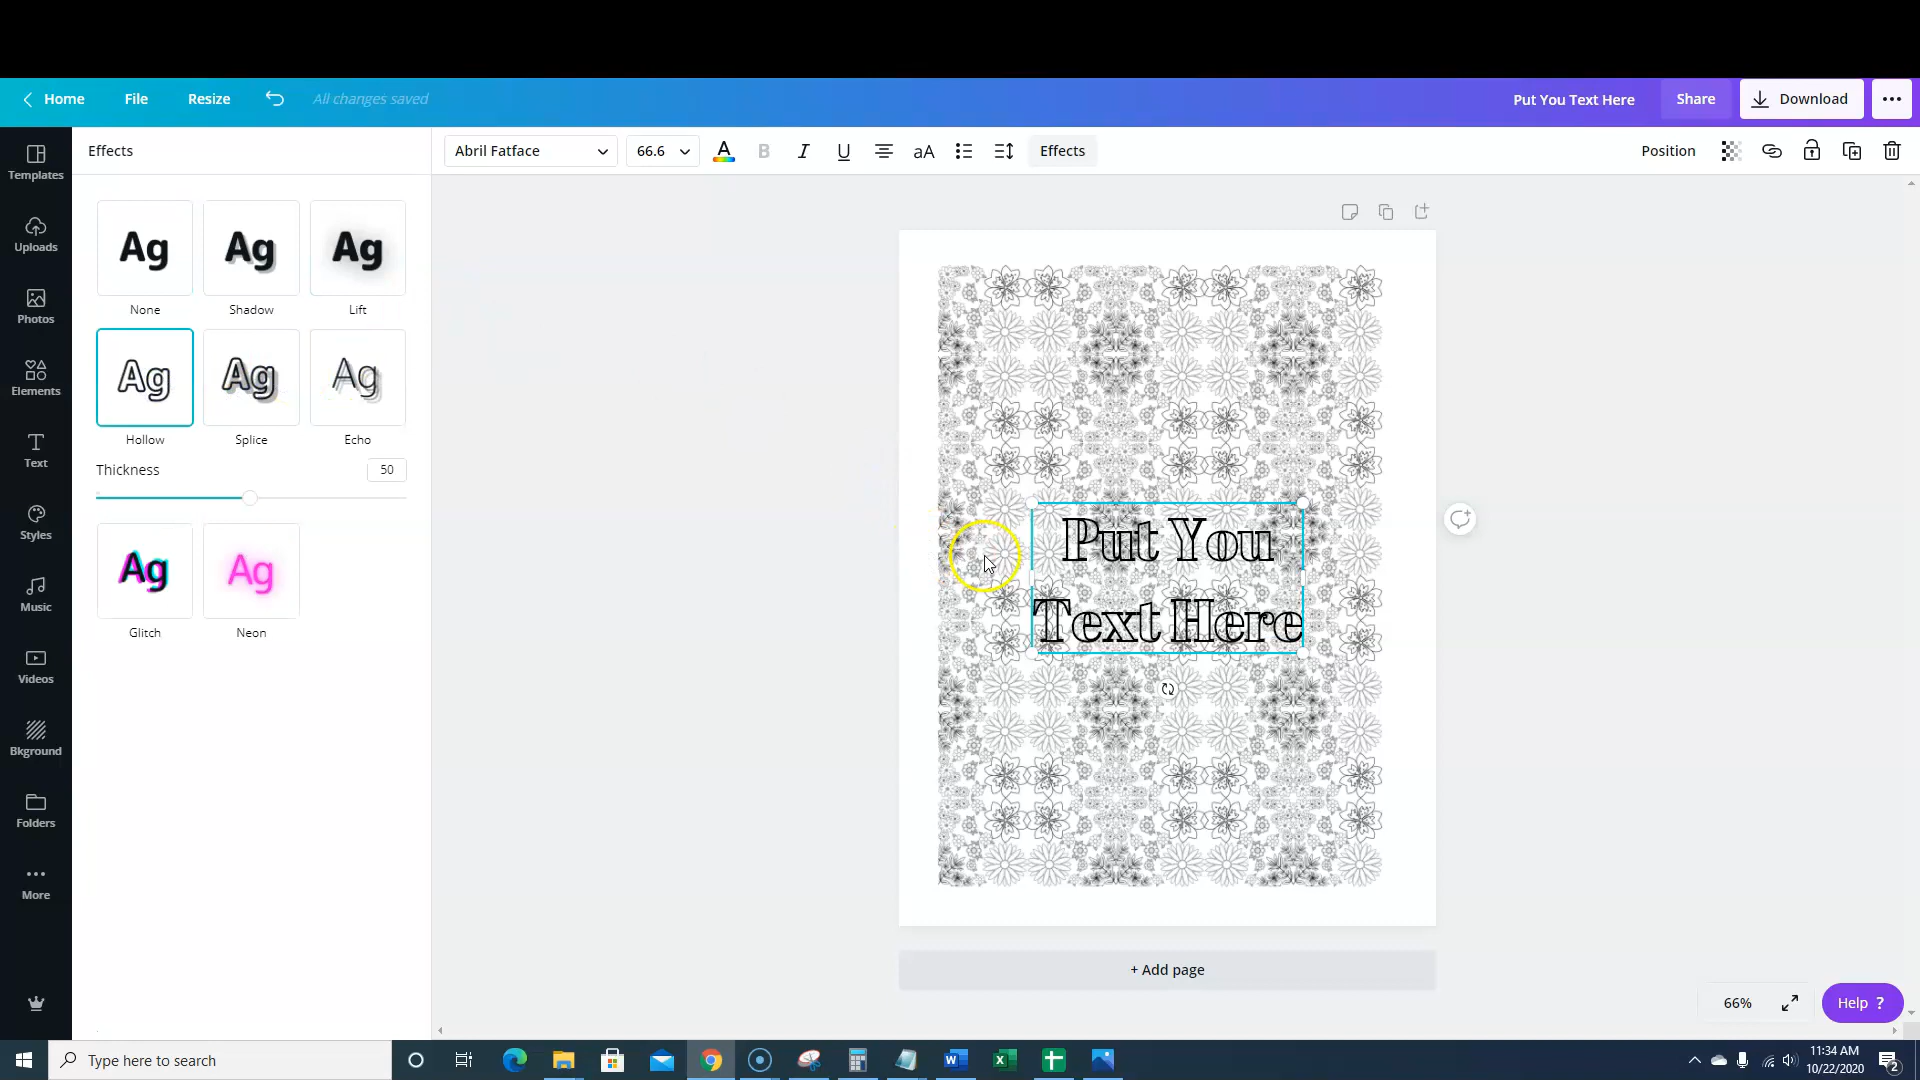 Home
File
Resize
All changes saved
Put You Text Here
Share
Download
Effects
Abril Fatface
66.6
A
B
I
U
aA
Effects
Position
Templates
Uploads
Photos
Elements
Text
Styles
Music
Videos
Bkground
Folders
More
Ag
Ag
Ag
None
Shadow
Lift
Ag
Ag
Ag
Hollow
Splice
Echo
Thickness
50
Ag
Ag
Glitch
Neon
Put You
Text Here
+ Add page
66%
Help ?
Type here to search
11:34 AM
10/22/2020
2